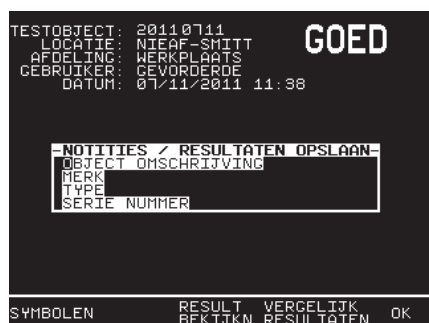 TESTOBJECT: 20110711
LOCATIE: NIEAF-SMITT
AFDELING: WERKPLAATS
GEBRUIKER: GEVORDERDE
DATUM: 07/11/2011 11:38
GOED
NOTITIES / RESULTATEN OPSLAAN
OBJECT OMSCHRIJVING
MERK
TYPE
SERIE NUMMER
SYMBOLEN
RESULT BEKIJKN
VERGELIJK RESULTATEN
OK